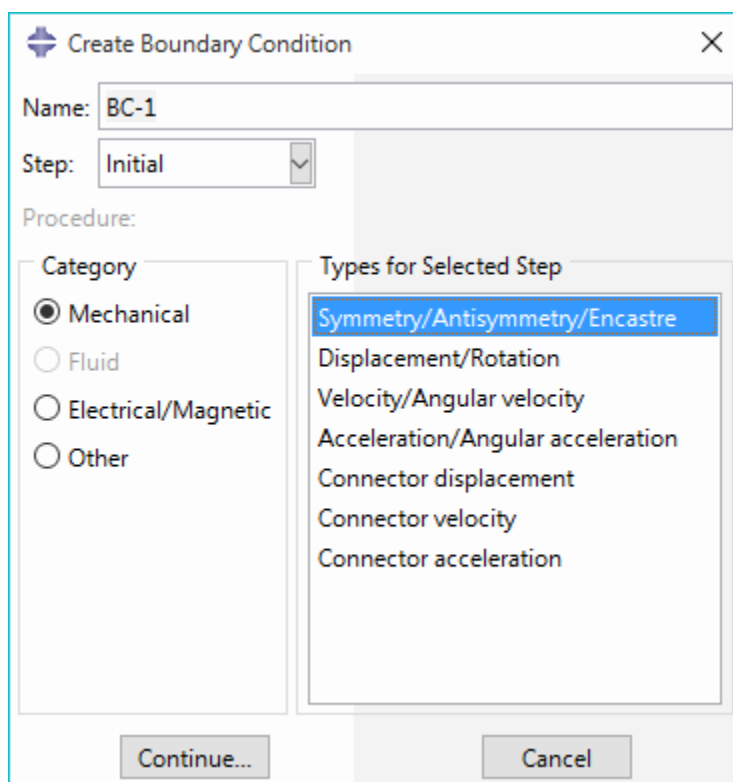 Create Boundary Condition
Name: BC-1
Step: Initial
Procedure:
Category
Mechanical
Fluid
Electrical/Magnetic
Other
Types for Selected Step
Symmetry/Antisymmetry/Encastre
Displacement/Rotation
Velocity/Angular velocity
Acceleration/Angular acceleration
Connector displacement
Connector velocity
Connector acceleration
Continue...
Cancel